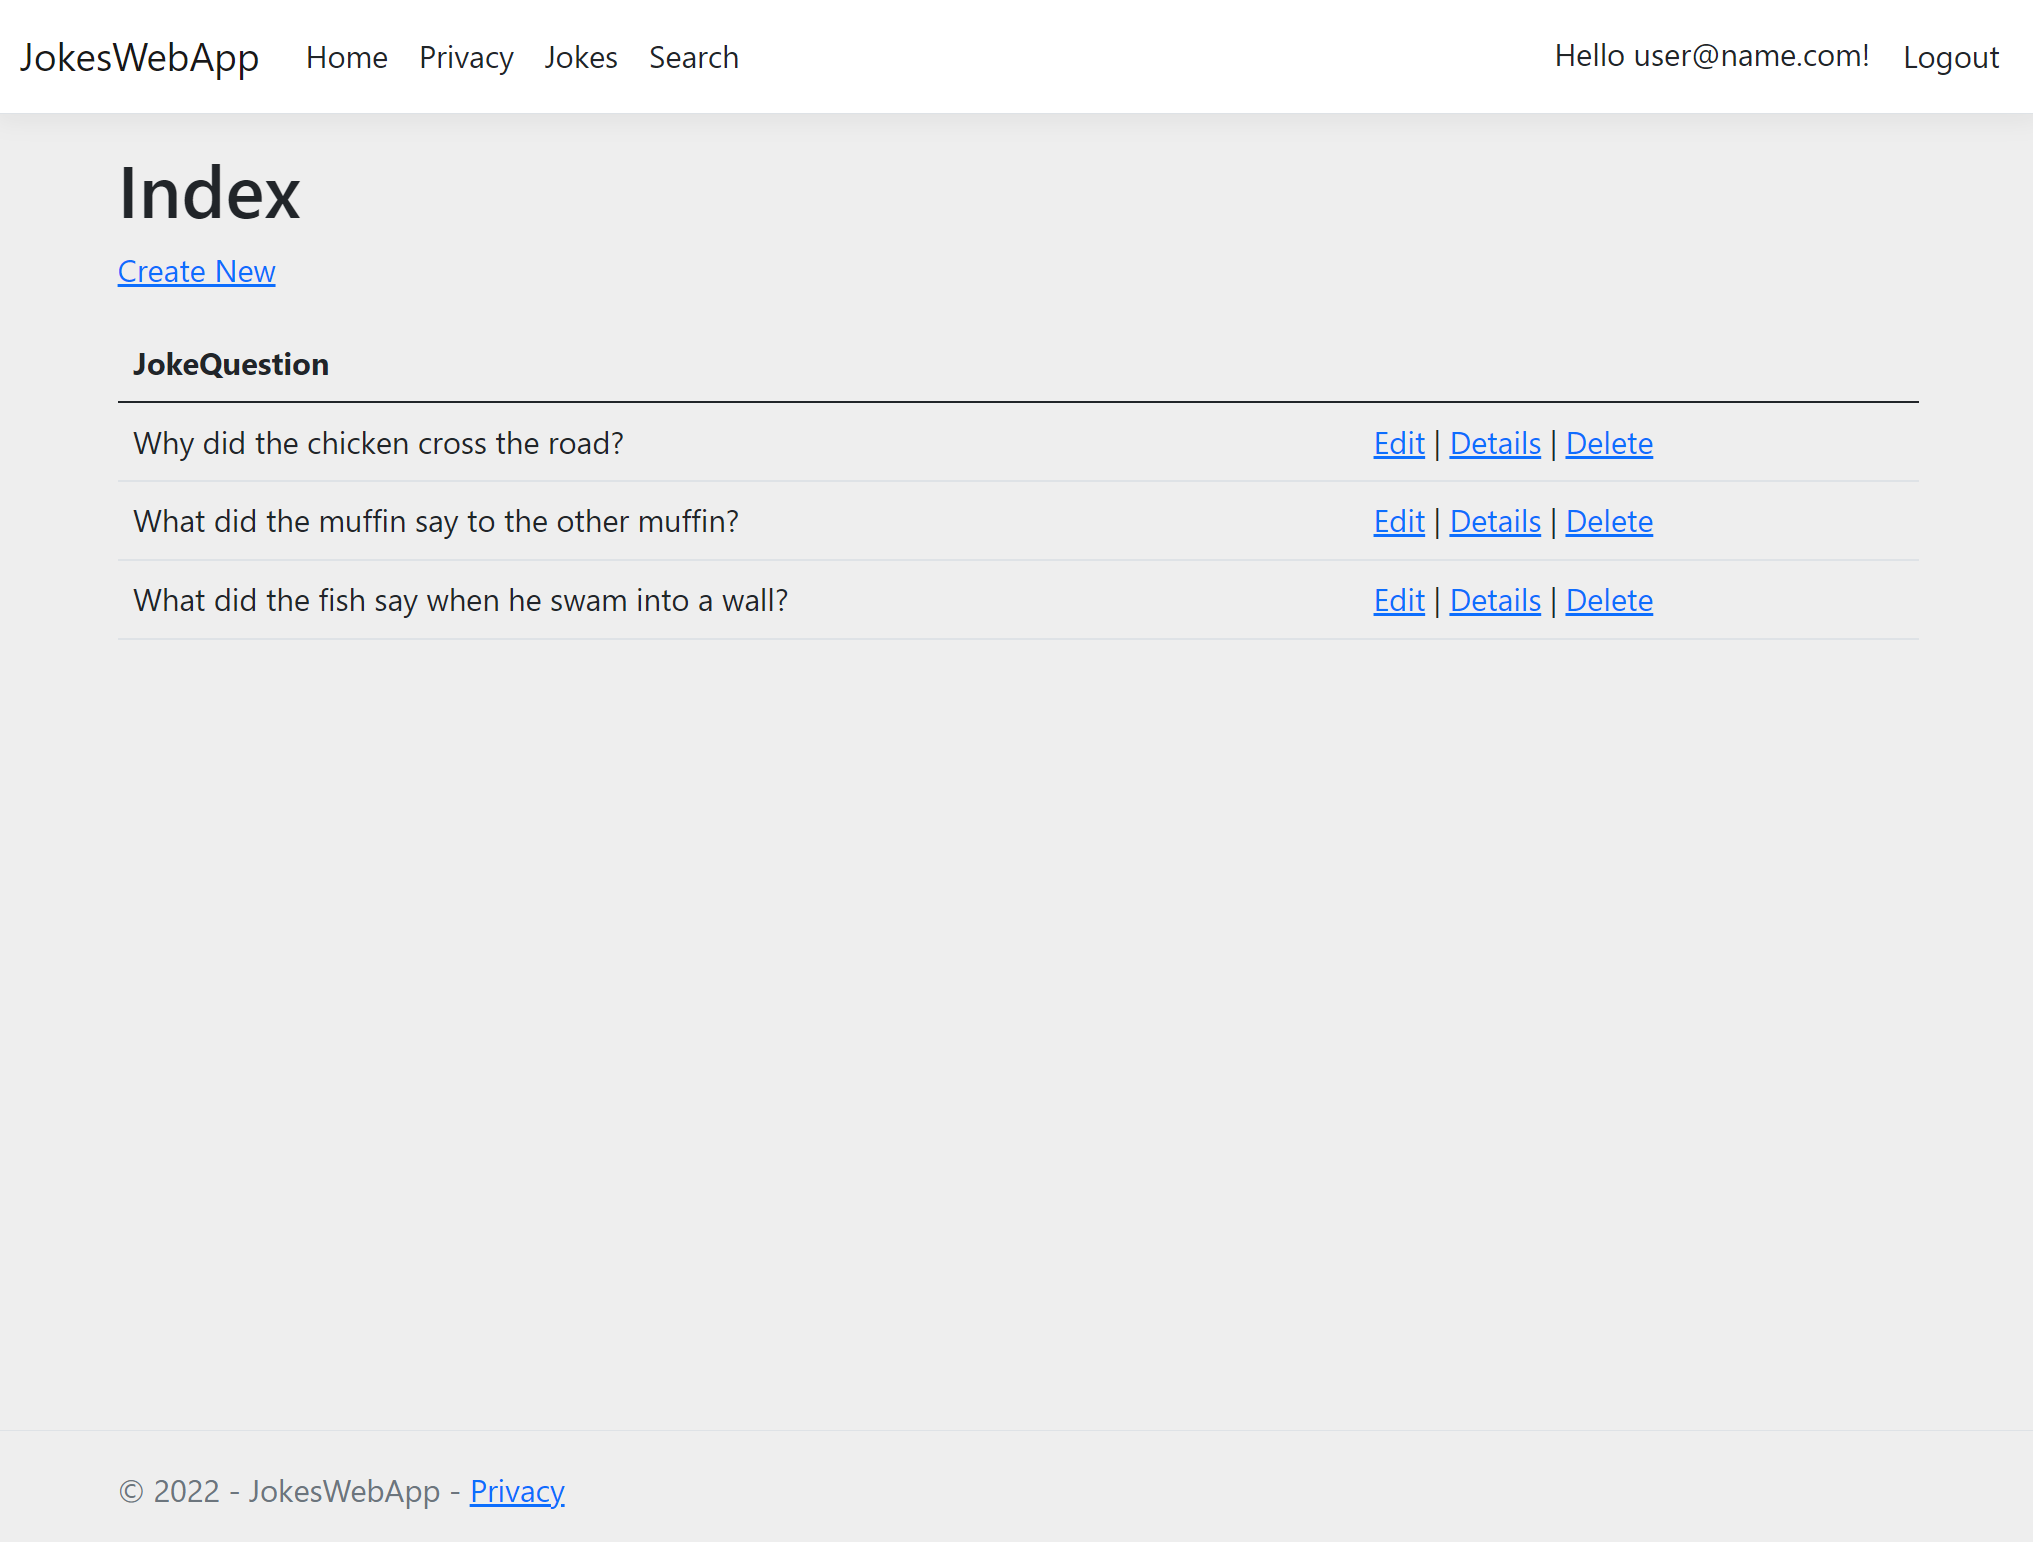 JokesWebApp Home Privacy Jokes Search Hello user@name.com! Logout
Index
Create New
JokeQuestion
Why did the chicken cross the road? Edit | Details | Delete
What did the muffin say to the other muffin? Edit | Details | Delete
What did the fish say when he swam into a wall? Edit | Details | Delete
© 2022 - JokesWebApp - Privacy